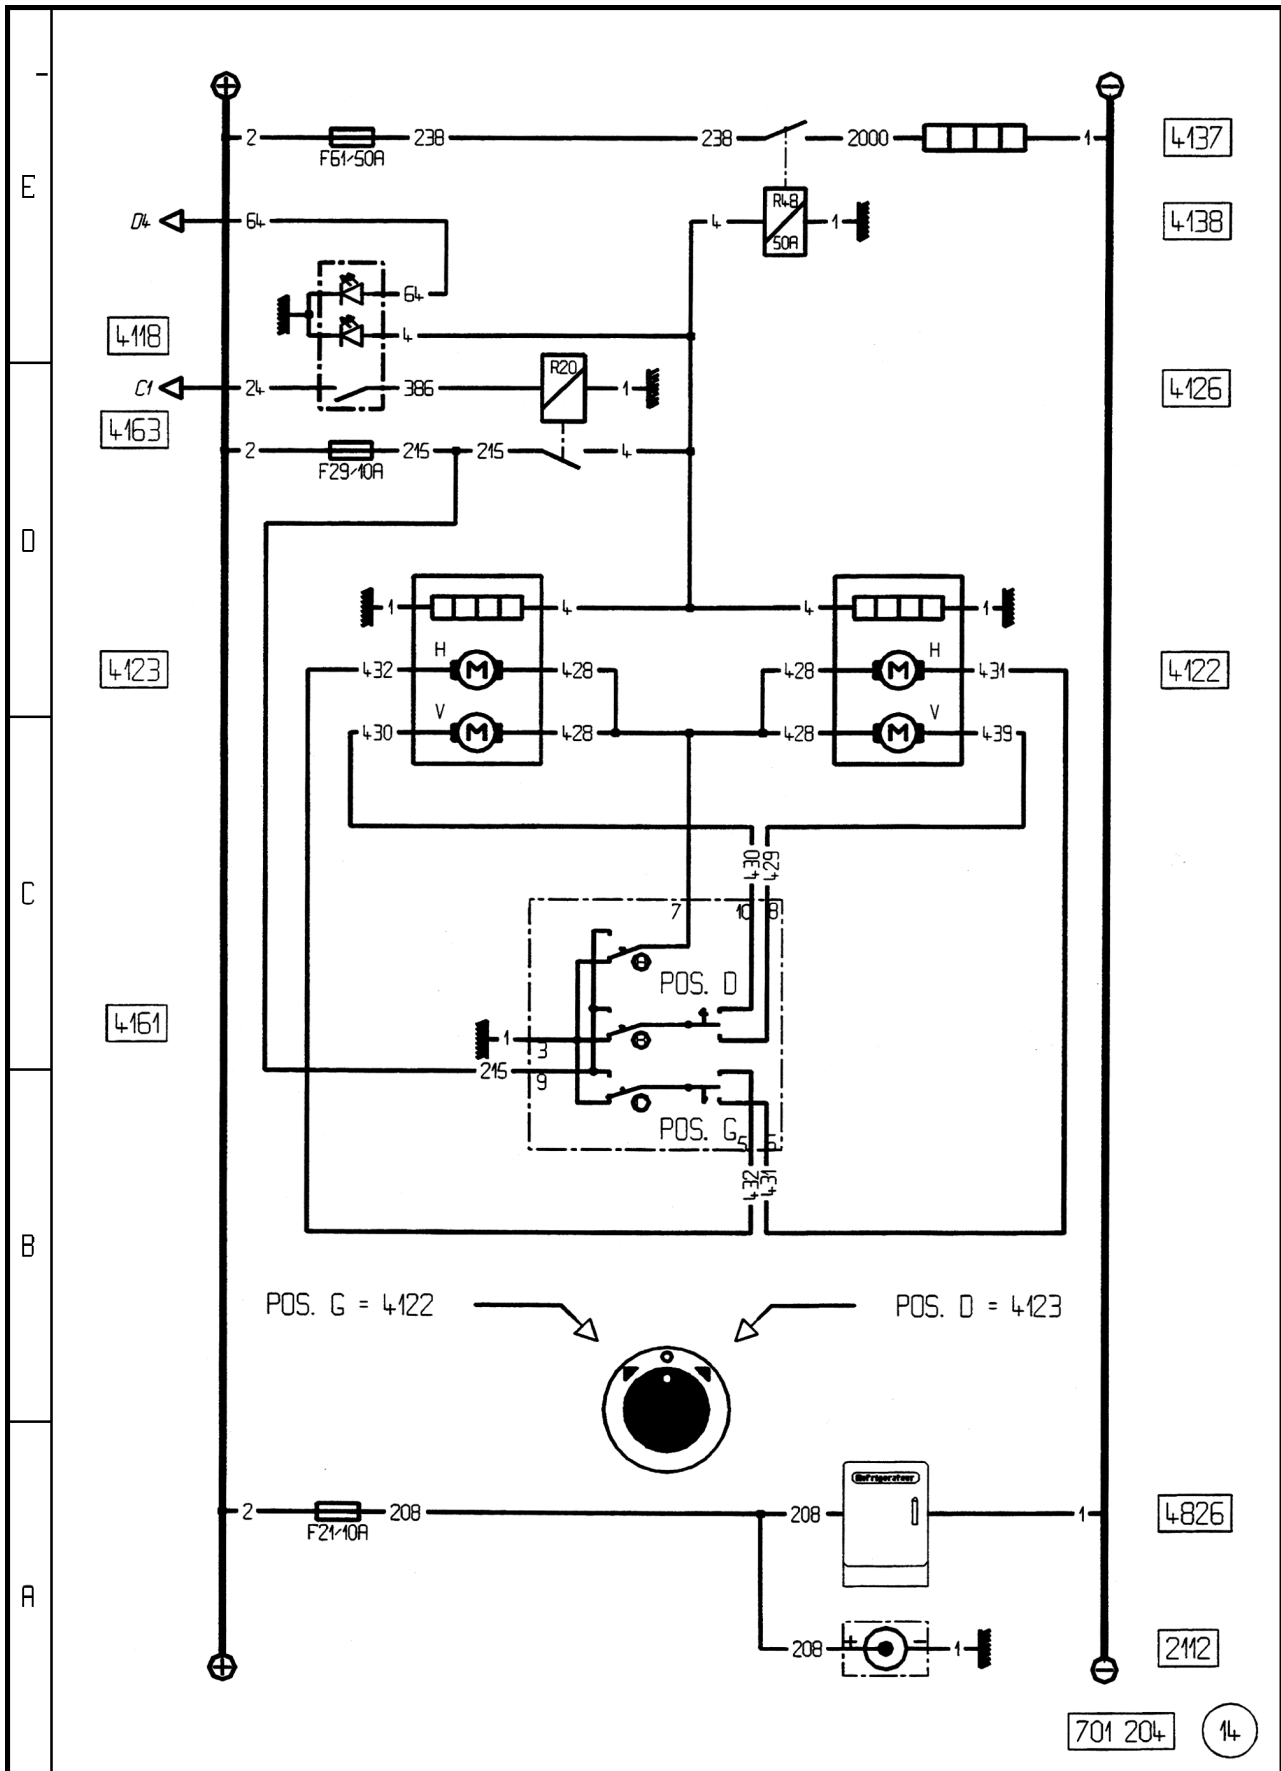 2 F61/50A 238 238 2000 1 4137
E
D4 64 4 R48 50A 1 4138
64
4118 4
C1 24 386 R20 1 4126
4163
2 F29/10A 215 215 4
D
1 4 4 1
4123 432 H M 428 428 M H 431 4122
430 V M 428 428 M V 439
430 429
C
7 10 8
POS. D
4161 1 3
215 9
POS. G 5 6
432 431
B
POS. G = 4122 POS. D = 4123
Refrigerateur
2 F21/10A 208 208 1 4826
A
208 + - 1 2112
701 204 14